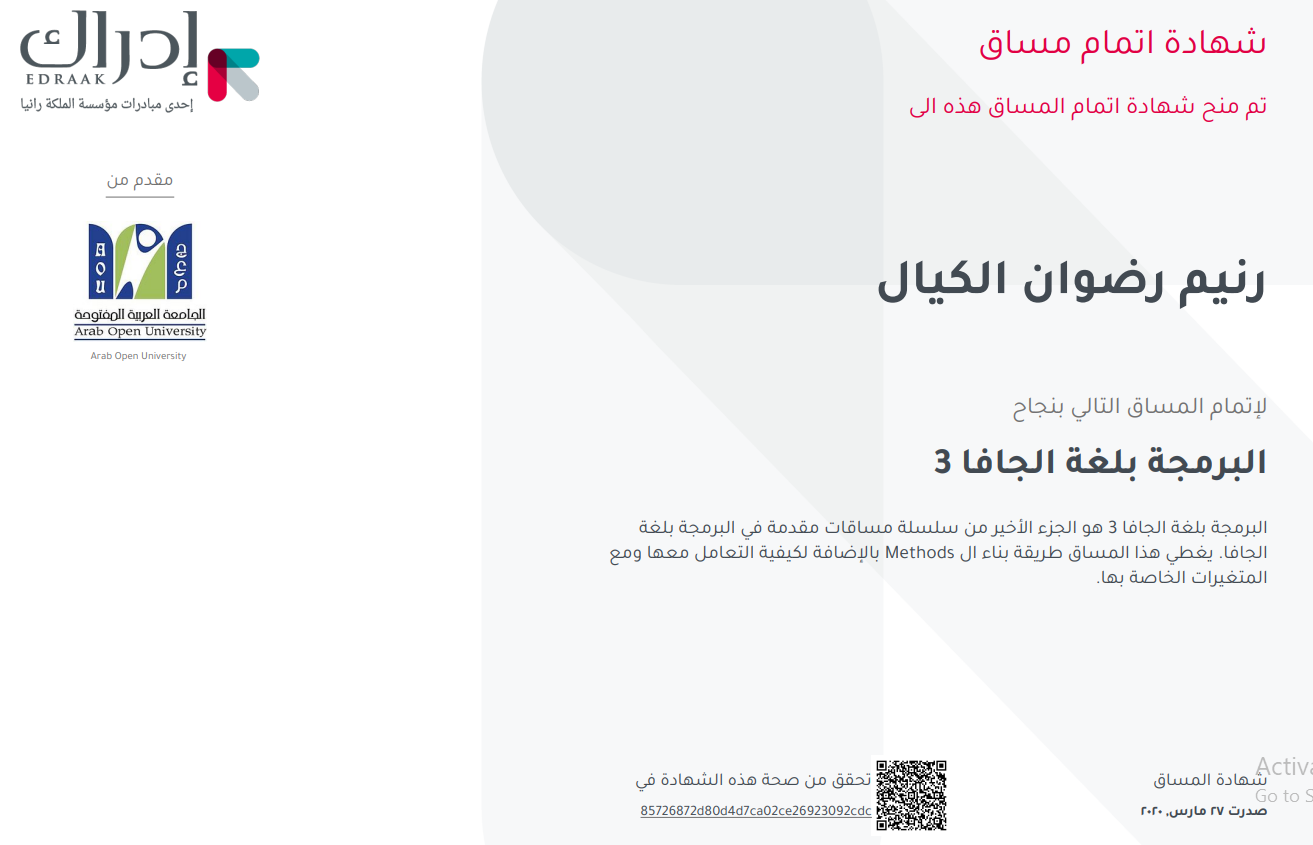 شهادة اتمام مساق
تم منح شهادة اتمام المساق هذه الى
رنيم رضوان الكيال
لإتمام المساق التالي بنجاح
البرمجة بلغة الجافا 3
البرمجة بلغة الجافا 3 هو الجزء الأخير من سلسلة مساقات مقدمة في البرمجة بلغة
الجافا. يغطي هذا المساق طريقة بناء ال Methods بالإضافة لكيفية التعامل معها ومع
المتغيرات الخاصة بها.
شهادة المساق
صدرت ٢٧ مارس, ٢٠٢٠
تحقق من صحة هذه الشهادة في
85726872d80d4d7ca02ce26923092cdc
إدراك
EDRAAK
إحدى مبادرات مؤسسة الملكة رانيا
مقدم من
AOU
الجامعة العربية المفتوحة
Arab Open University
Arab Open University
Activa
Go to S